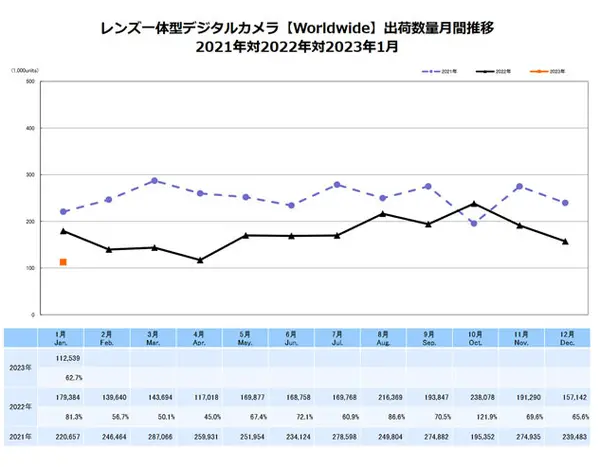 レンズ一体型デジタルカメラ【Worldwide】出荷数量月間推移
2021年対2022年対2023年1月
(1,000units)
2021年 2022年 2023年
500
400
300
200
100
0
1月 2月 3月 4月 5月 6月 7月 8月 9月 10月 11月 12月
Jan. Feb. Mar. Apr. May. Jun. Jul. Aug. Sep. Oct. Nov. Dec.
2023年 112,539
62.7%
2022年 179,384 139,640 143,694 117,018 169,877 168,758 169,768 216,369 193,847 238,078 191,290 157,142
81.3% 56.7% 50.1% 45.0% 67.4% 72.1% 60.9% 86.6% 70.5% 121.9% 69.6% 65.6%
2021年 220,657 246,464 287,066 259,931 251,954 234,124 278,598 249,804 274,882 195,352 274,935 239,483